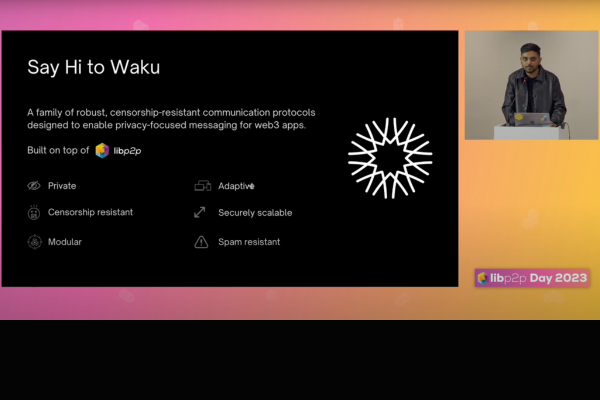 Say Hi to Waku
A family of robust, censorship-resistant communication protocols
designed to enable privacy-focused messaging for web3 apps.
Built on top of libp2p
Private
Adaptive
Censorship resistant
Securely scalable
Modular
Spam resistant
libp2p Day 2023